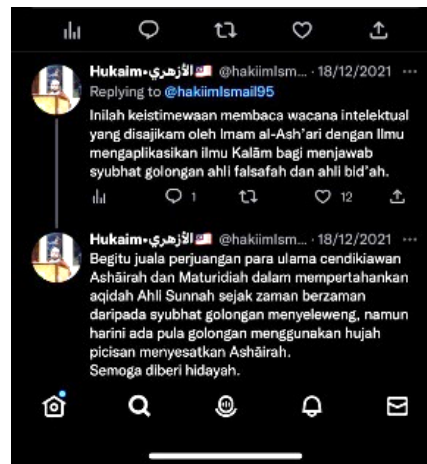 Hukaim•الأزهري @hakiimIsm... · 18/12/2021 ...
Replying to @hakiimIsmail95
Inilah keistimewaan membaca wacana intelektual
yang disajikan oleh Imam al-Ash'ari dengan Ilmu
mengaplikasikan ilmu Kalām bagi menjawab
syubhat golongan ahli falsafah dan ahli bid'ah.
1 12
Hukaim•الأزهري @hakiimIsm... · 18/12/2021 ...
Begitu juala perjuangan para ulama cendikiawan
Ashāirah dan Maturidiah dalam mempertahankan
aqidah Ahli Sunnah sejak zaman berzaman
daripada syubhat golongan menyeleweng, namun
harini ada pula golongan menggunakan hujah
picisan menyesatkan Ashāirah.
Semoga diberi hidayah.